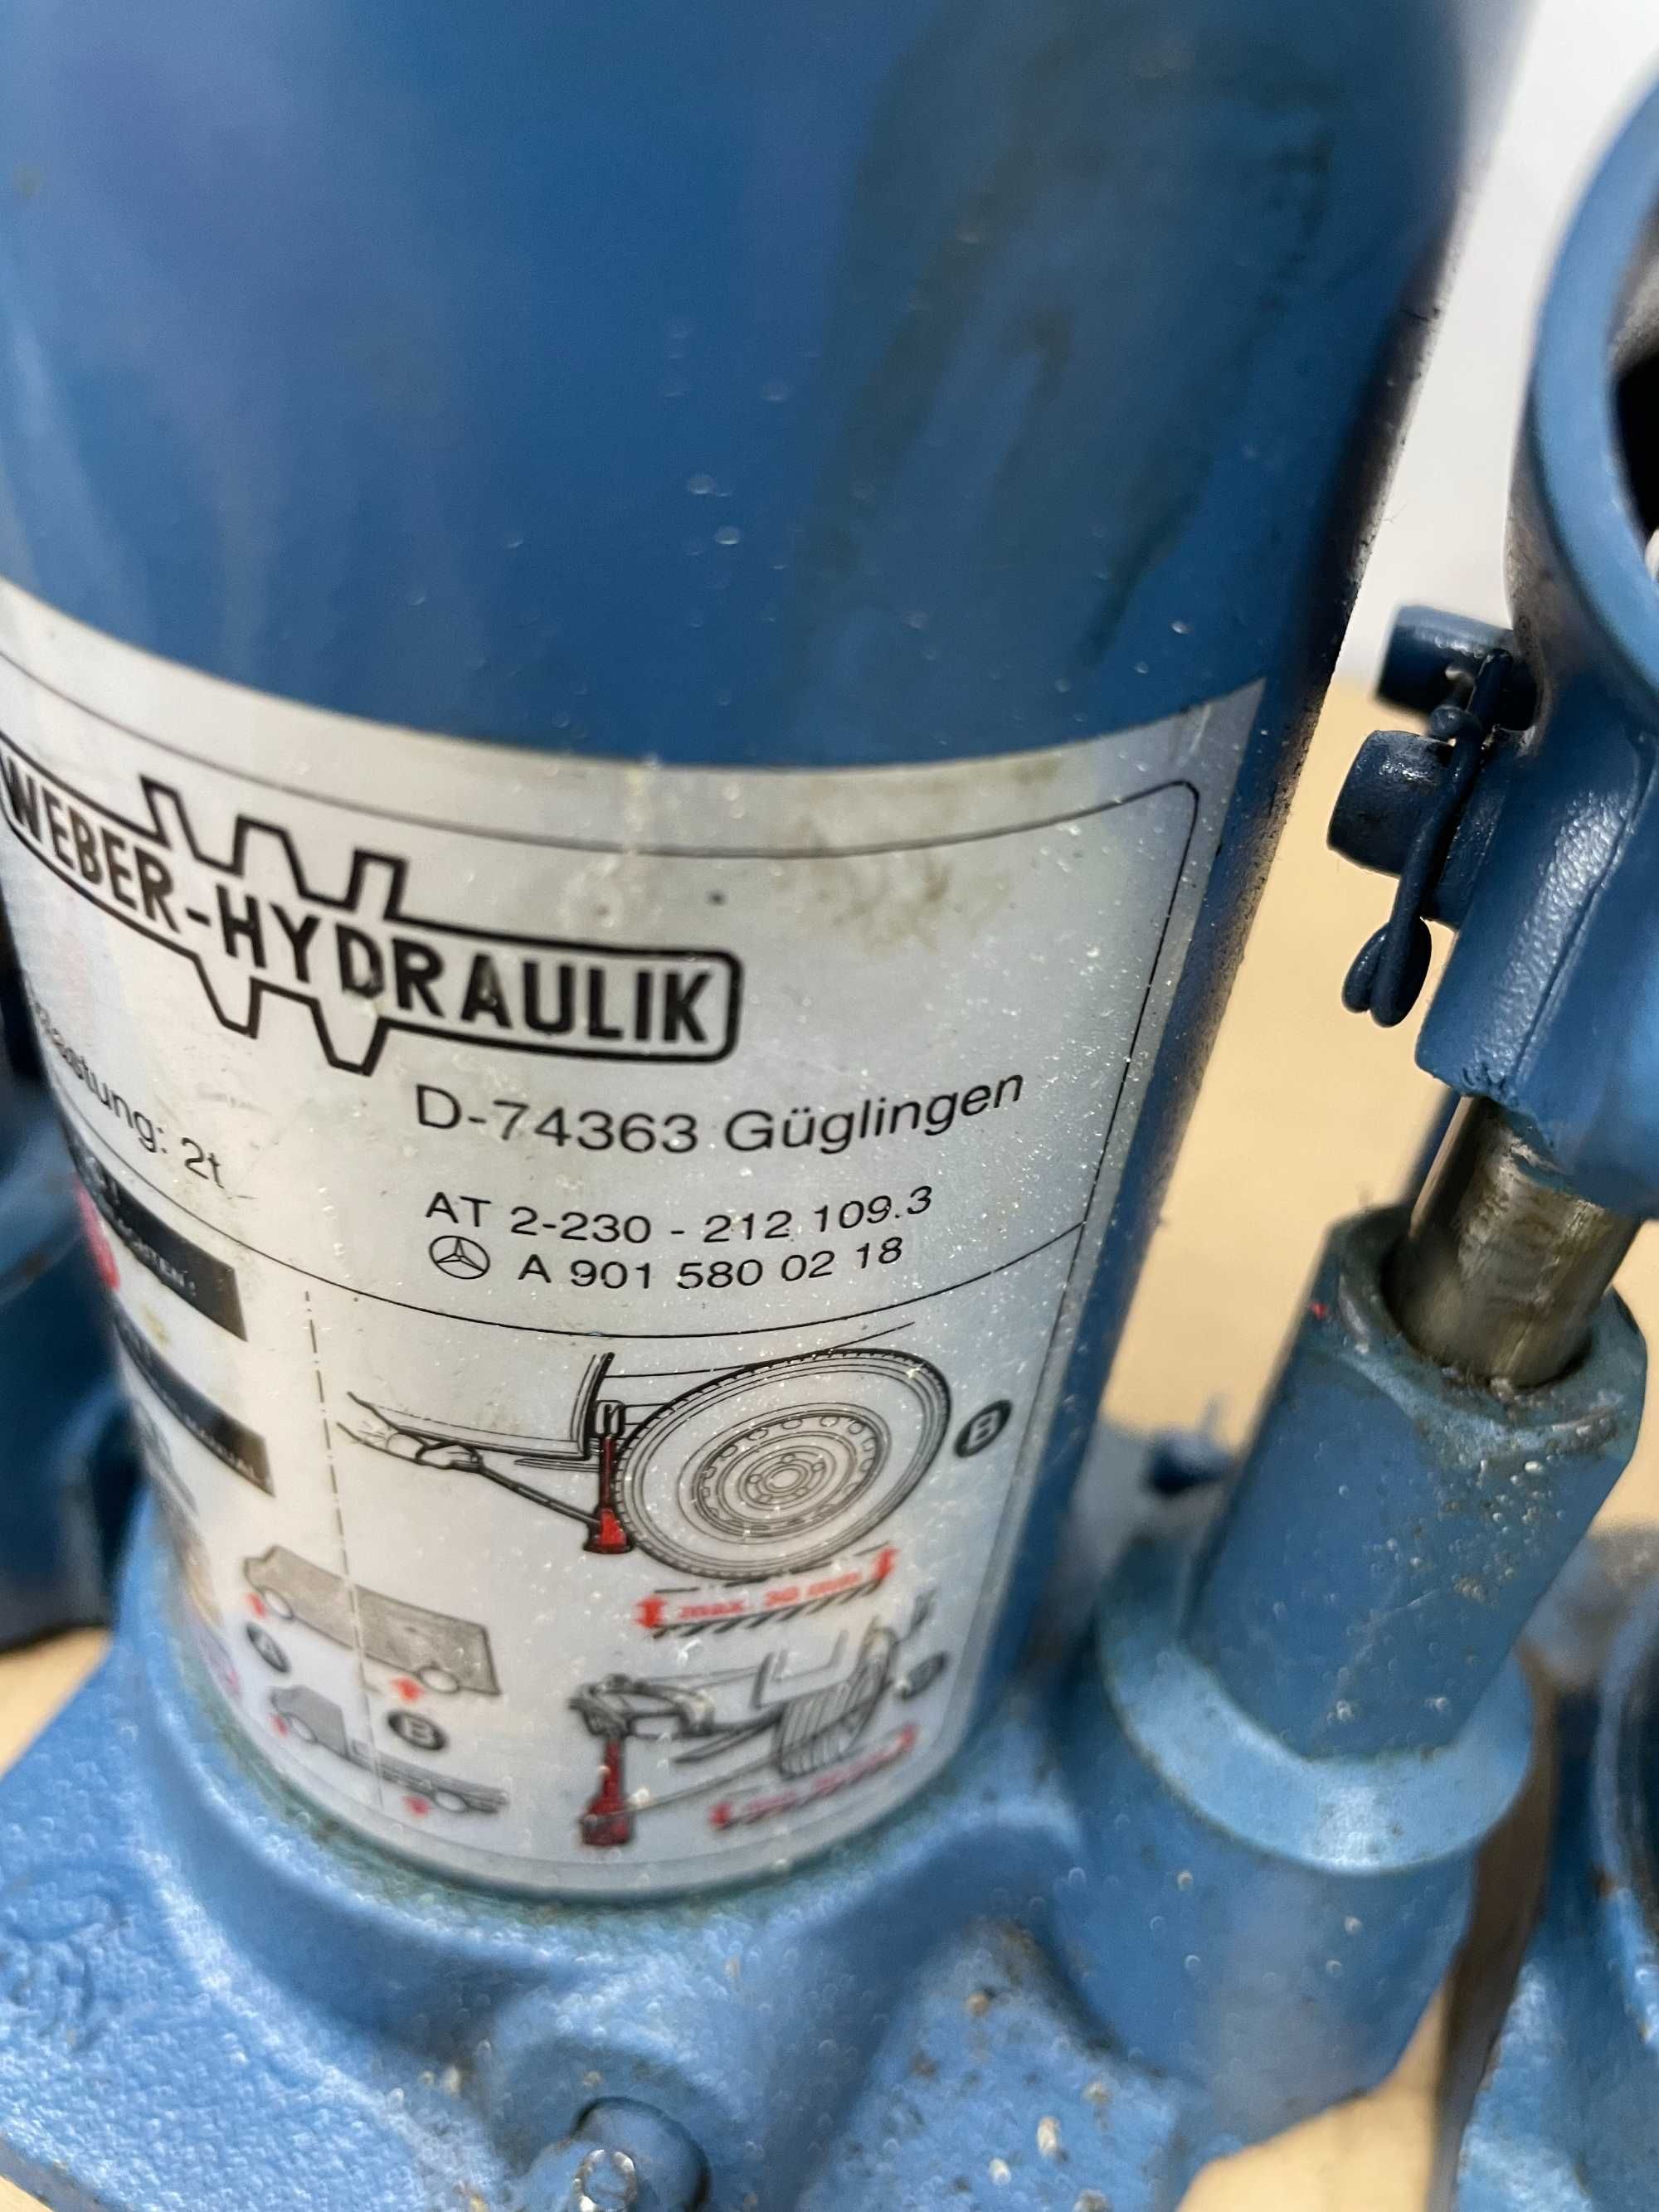 WEBER-HYDRAULIK
D-74363 Güglingen
2t
AT 2-230 - 212 109.3
A 901 580 02 18
B
A
B